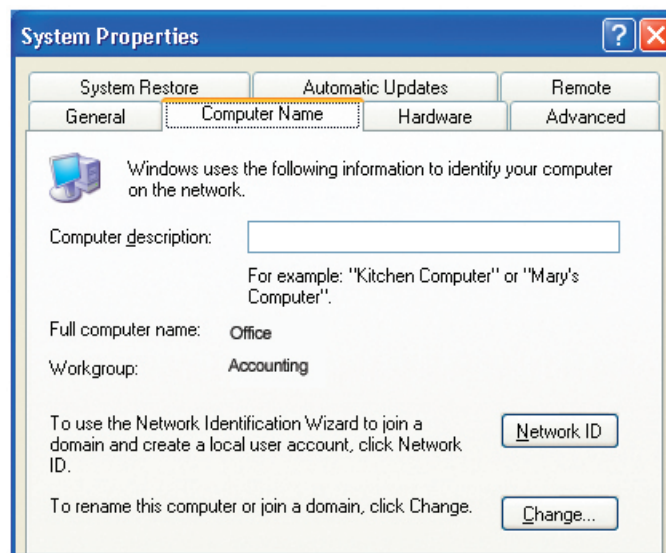 System Properties
?
System Restore Automatic Updates Remote
General Computer Name Hardware Advanced
Windows uses the following information to identify your computer
on the network.
Computer description:
For example: "Kitchen Computer" or "Mary's
Computer".
Full computer name: Office
Workgroup: Accounting
To use the Network Identification Wizard to join a
domain and create a local user account, click Network
ID.
Network ID
To rename this computer or join a domain, click Change.
Change...